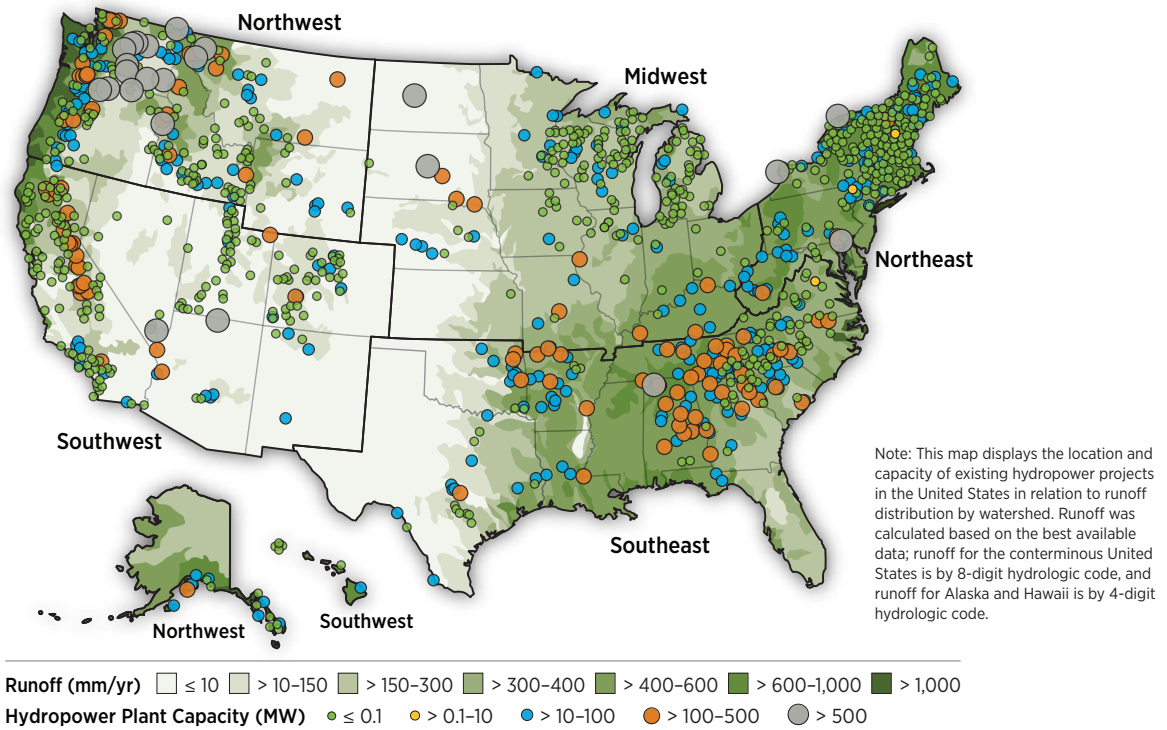 Northwest
Midwest
Northeast
Southwest
Southeast
Northwest
Southwest
Note: This map displays the location and
capacity of existing hydropower projects
in the United States in relation to runoff
distribution by watershed. Runoff was
calculated based on the best available
data; runoff for the conterminous United
States is by 8-digit hydrologic code, and
runoff for Alaska and Hawaii is by 4-digit
hydrologic code.
Runoff (mm/yr) ≤ 10 > 10–150 > 150–300 > 300–400 > 400–600 > 600–1,000 > 1,000
Hydropower Plant Capacity (MW) ≤ 0.1 > 0.1–10 > 10–100 > 100–500 > 500